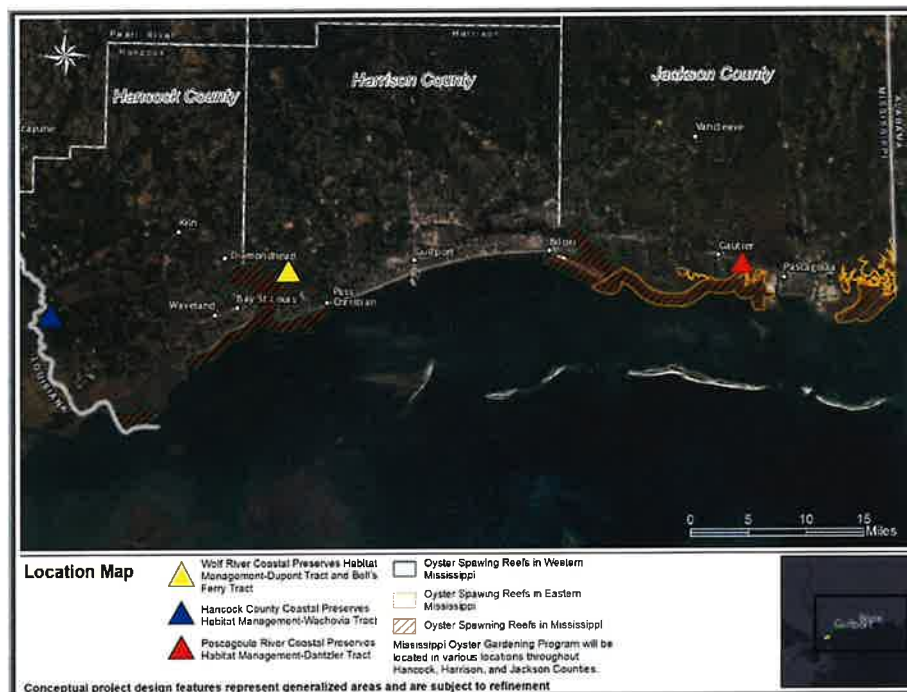 Pearl River
Hancock
Harrison
Hancock County
Harrison County
Jackson County
MISSISSIPPI
ALABAMA
Vancleave
Kiln
Diamondhead
Gulfport
Biloxi
Gautier
Pascagoula
Waveland
Bay St Louis
Pass
Christian
LOUISIANA
0 5 10 15
Miles
Location Map
Wolf River Coastal Preserves Habitat
Management-Dupont Tract and Bell's
Ferry Tract
Hancock County Coastal Preserves
Habitat Management-Wachovia Tract
Pascagoula River Coastal Preserves
Habitat Management-Dantzler Tract
Oyster Spawning Reefs in Western
Mississippi
Oyster Spawning Reefs in Eastern
Mississippi
Oyster Spawning Reefs in Mississippi
Mississippi Oyster Gardening Program will be
located in various locations throughout
Hancock, Harrison, and Jackson Counties.
Conceptual project design features represent generalized areas and are subject to refinement